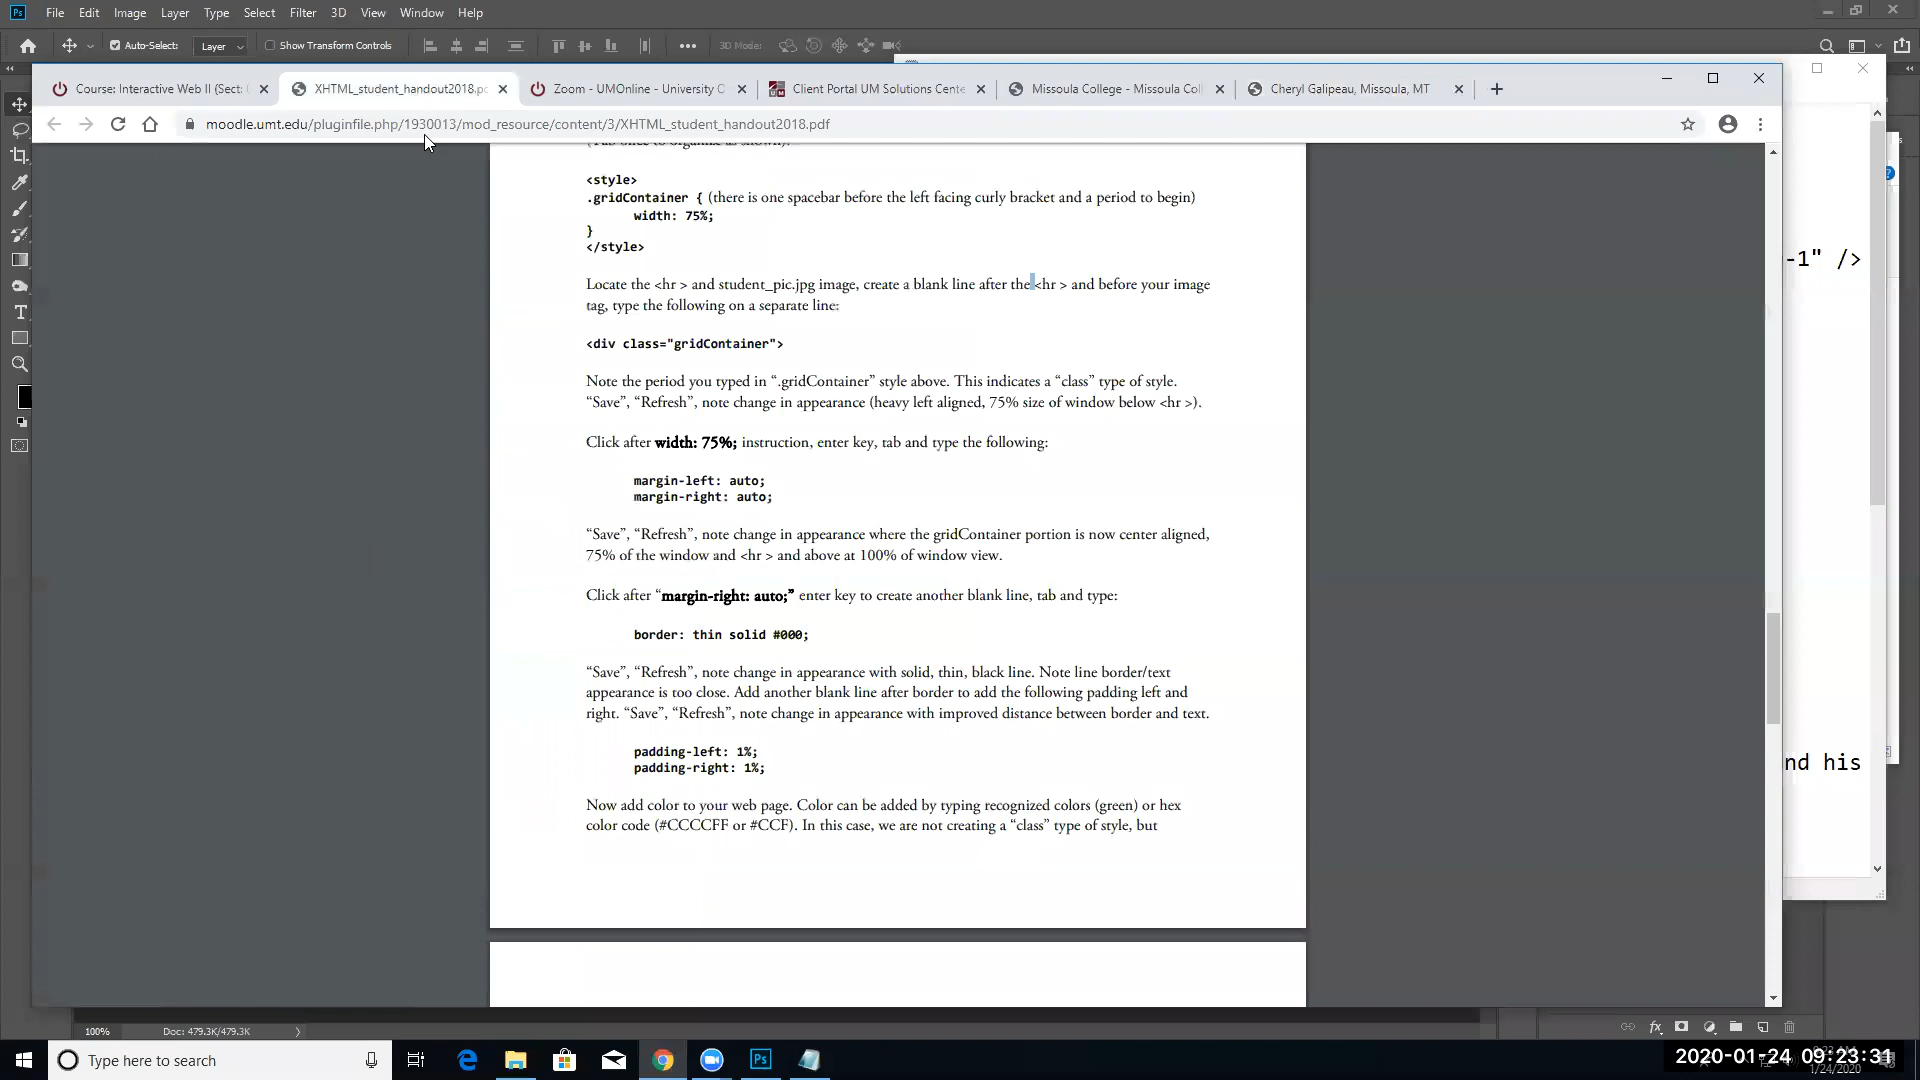 Ps File Edit Image Layer Type Select Filter 3D View Window Help
Auto-Select: Layer Show Transform Controls 3D Mode:
Course: Interactive Web II (Sect: XHTML_student_handout2018.pd Zoom - UMOnline - University C Client Portal UM Solutions Cente Missoula College - Missoula Coll Cheryl Galipeau, Missoula, MT
moodle.umt.edu/pluginfile.php/1930013/mod_resource/content/3/XHTML_student_handout2018.pdf
<style>
.gridContainer { (there is one spacebar before the left facing curly bracket and a period to begin)
width: 75%;
}
</style>
-1" />
Locate the <hr > and student_pic.jpg image, create a blank line after the <hr > and before your image
tag, type the following on a separate line:
<div class="gridContainer">
Note the period you typed in “.gridContainer” style above. This indicates a “class” type of style.
“Save”, “Refresh”, note change in appearance (heavy left aligned, 75% size of window below <hr >).
Click after width: 75%; instruction, enter key, tab and type the following:
margin-left: auto;
margin-right: auto;
“Save”, “Refresh”, note change in appearance where the gridContainer portion is now center aligned,
75% of the window and <hr > and above at 100% of window view.
Click after “margin-right: auto;” enter key to create another blank line, tab and type:
border: thin solid #000;
“Save”, “Refresh”, note change in appearance with solid, thin, black line. Note line border/text
appearance is too close. Add another blank line after border to add the following padding left and
right. “Save”, “Refresh”, note change in appearance with improved distance between border and text.
padding-left: 1%;
padding-right: 1%;
nd his
Now add color to your web page. Color can be added by typing recognized colors (green) or hex
color code (#CCCCFF or #CCF). In this case, we are not creating a “class” type of style, but
100% Doc: 479.3K/479.3K
Type here to search
2020-01-24 09:23:31
1/24/2020